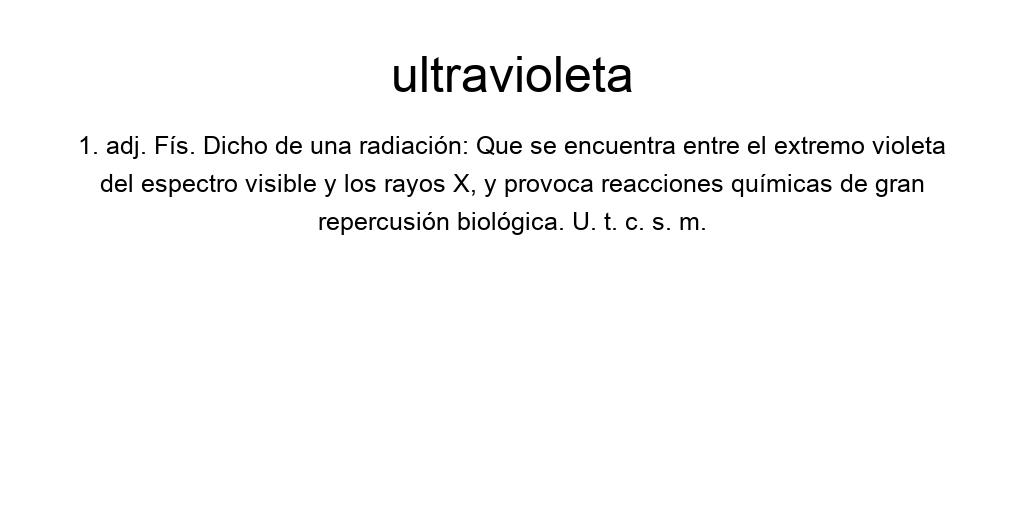 ultravioleta
1. adj. Fís. Dicho de una radiación: Que se encuentra entre el extremo violeta
del espectro visible y los rayos X, y provoca reacciones químicas de gran
repercusión biológica. U. t. c. s. m.